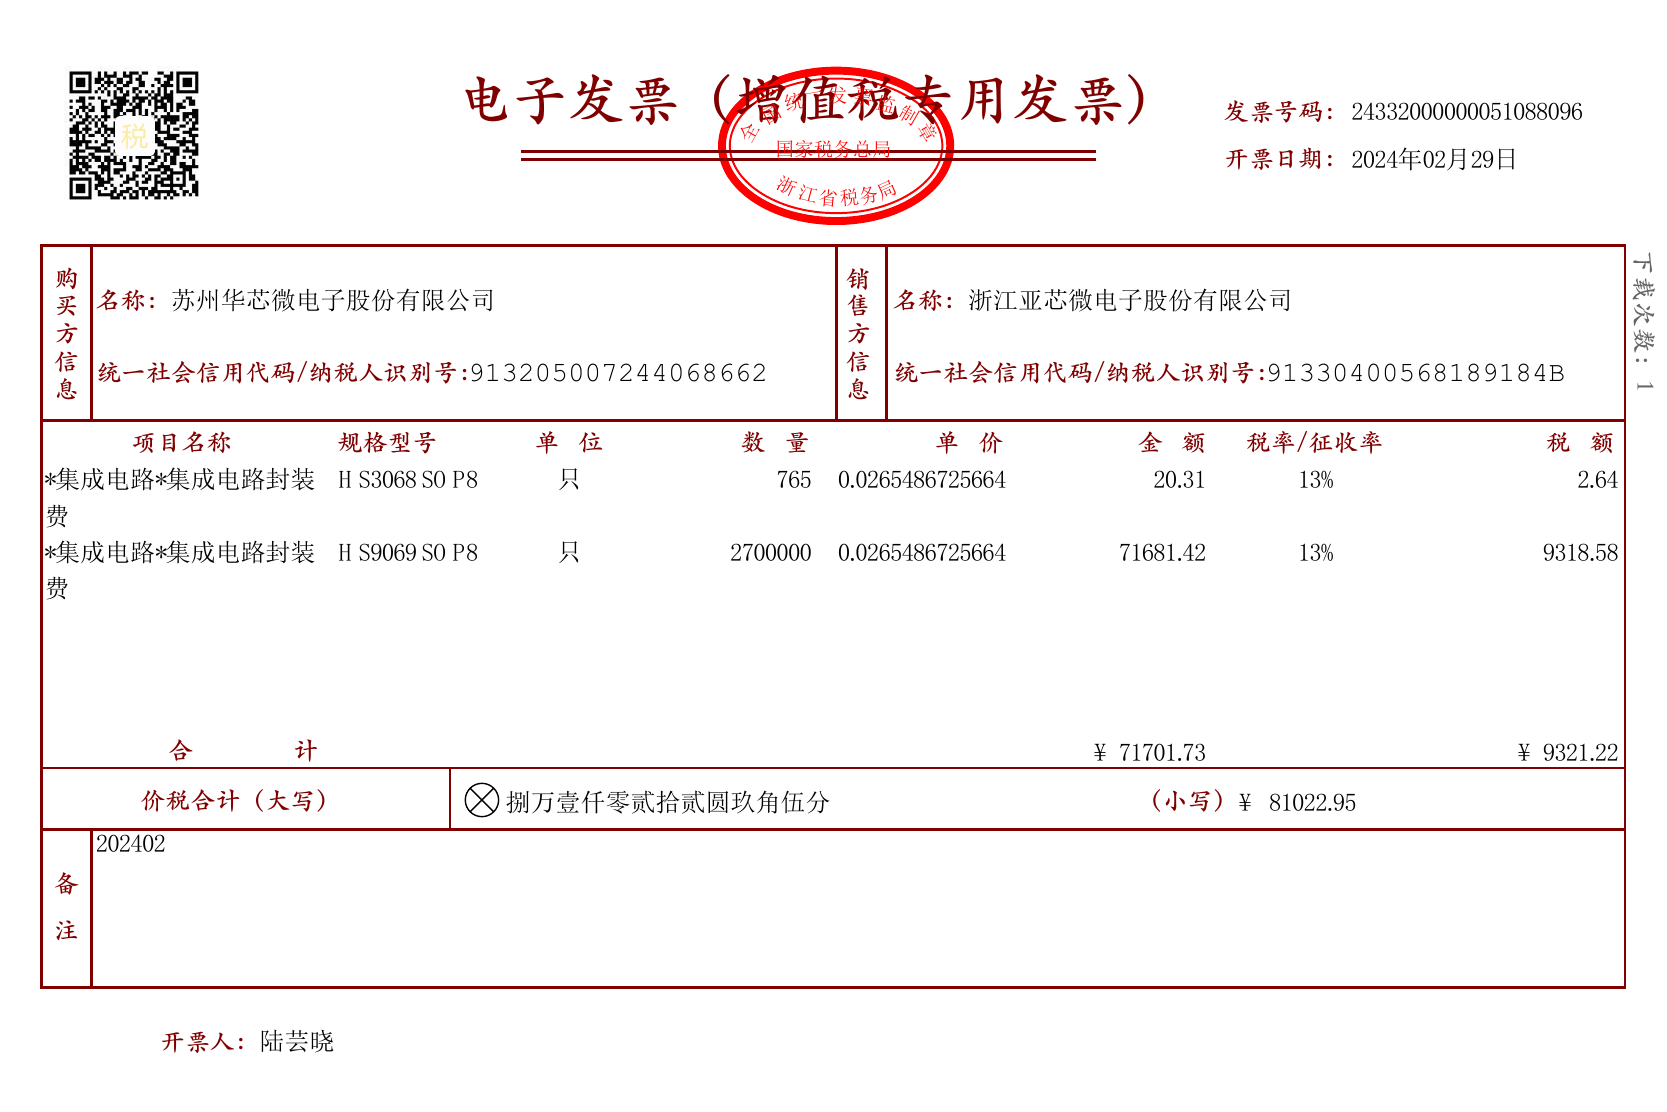 电子发票（增值税专用发票）
全国统一发票监制章
国家税务总局
浙江省税务局
税
发票号码：24332000000051088096
开票日期：2024年02月29日
下载次数：1
购买方信息
名称：苏州华芯微电子股份有限公司
统一社会信用代码/纳税人识别号:913205007244068662
销售方信息
名称：浙江亚芯微电子股份有限公司
统一社会信用代码/纳税人识别号:91330400568189184B
项目名称 规格型号 单位 数量 单价 金额 税率/征收率 税额
*集成电路*集成电路封装 HS3068 SOP8 只 765 0.0265486725664 20.31 13% 2.64
费
*集成电路*集成电路封装 HS9069 SOP8 只 2700000 0.0265486725664 71681.42 13% 9318.58
费
合计 ¥ 71701.73 ¥ 9321.22
价税合计（大写） 捌万壹仟零贰拾贰圆玖角伍分 （小写）¥ 81022.95
备注
202402
开票人：陆芸晓